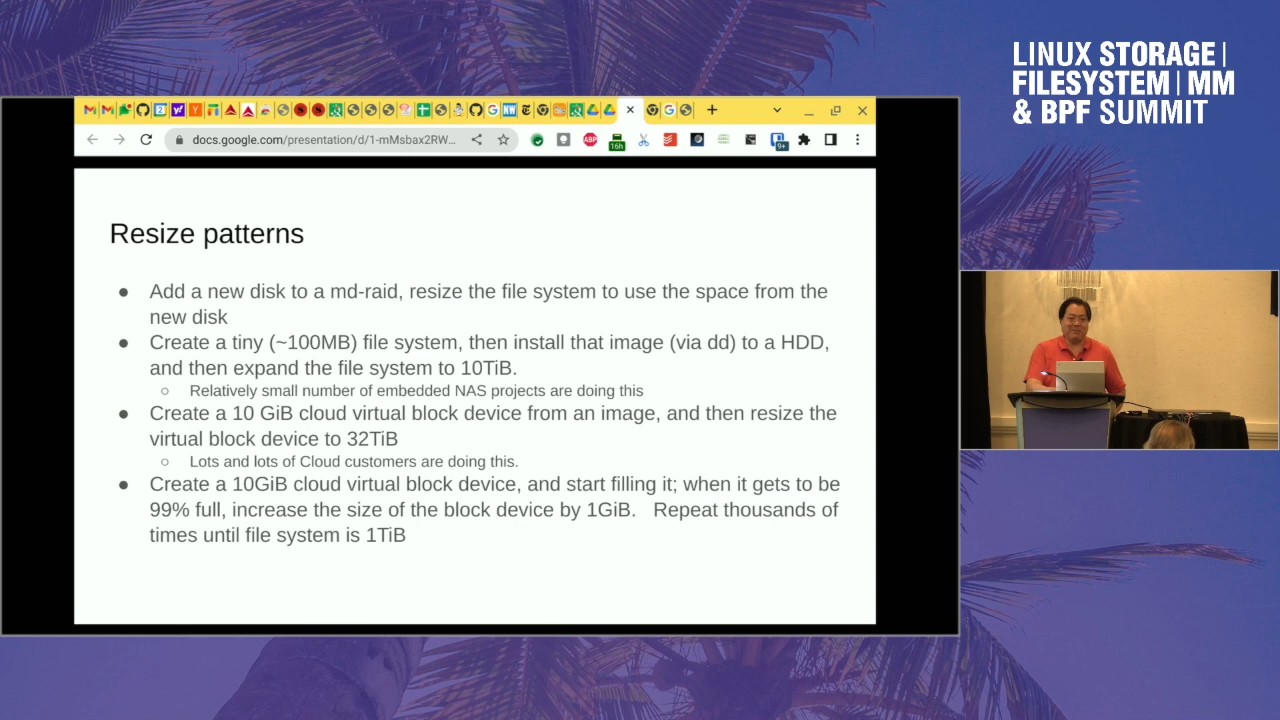 LINUX STORAGE |
FILESYSTEM | MM
& BPF SUMMIT
docs.google.com/presentation/d/1-mMsbax2RW...
ABP
16h
9+
Resize patterns
● Add a new disk to a md-raid, resize the file system to use the space from the
new disk
● Create a tiny (~100MB) file system, then install that image (via dd) to a HDD,
and then expand the file system to 10TiB.
○ Relatively small number of embedded NAS projects are doing this
● Create a 10 GiB cloud virtual block device from an image, and then resize the
virtual block device to 32TiB
○ Lots and lots of Cloud customers are doing this.
● Create a 10GiB cloud virtual block device, and start filling it; when it gets to be
99% full, increase the size of the block device by 1GiB. Repeat thousands of
times until file system is 1TiB